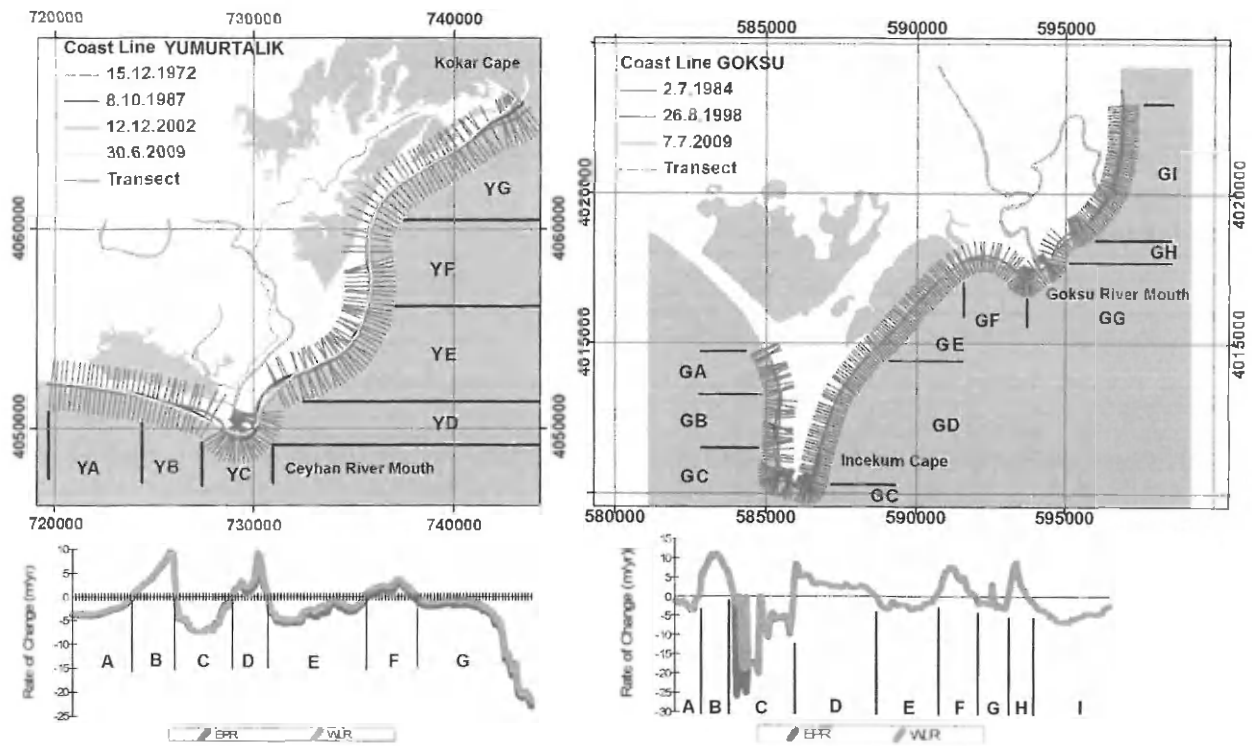 720000 730000 740000
Coast Line YUMURTALIK
15.12.1972
8.10.1987
12.12.2002
30.6.2009
Transect
Kokar Cape
YG
YF
YE
YD
YA YB YC Ceyhan River Mouth
4060000
4050000
4060000
4050000
720000 730000 740000
585000 590000 595000
Coast Line GOKSU
2.7.1984
26.8.1998
7.7.2009
Transect
GI
GH
Goksu River Mouth
GG
GF
GE
GA
GB
GD
Incekum Cape
GC
GC
4020000
4015000
4020000
4015000
580000 585000 590000 595000
Rate of Change (m/yr)
10
5
0
-5
-10
-15
-20
-25
A B C D E F G
EPR WLR
Rate of Change (m/yr)
15
10
5
0
-5
-10
-15
-20
-25
-30
A B C D E F G H I
EPR WLR